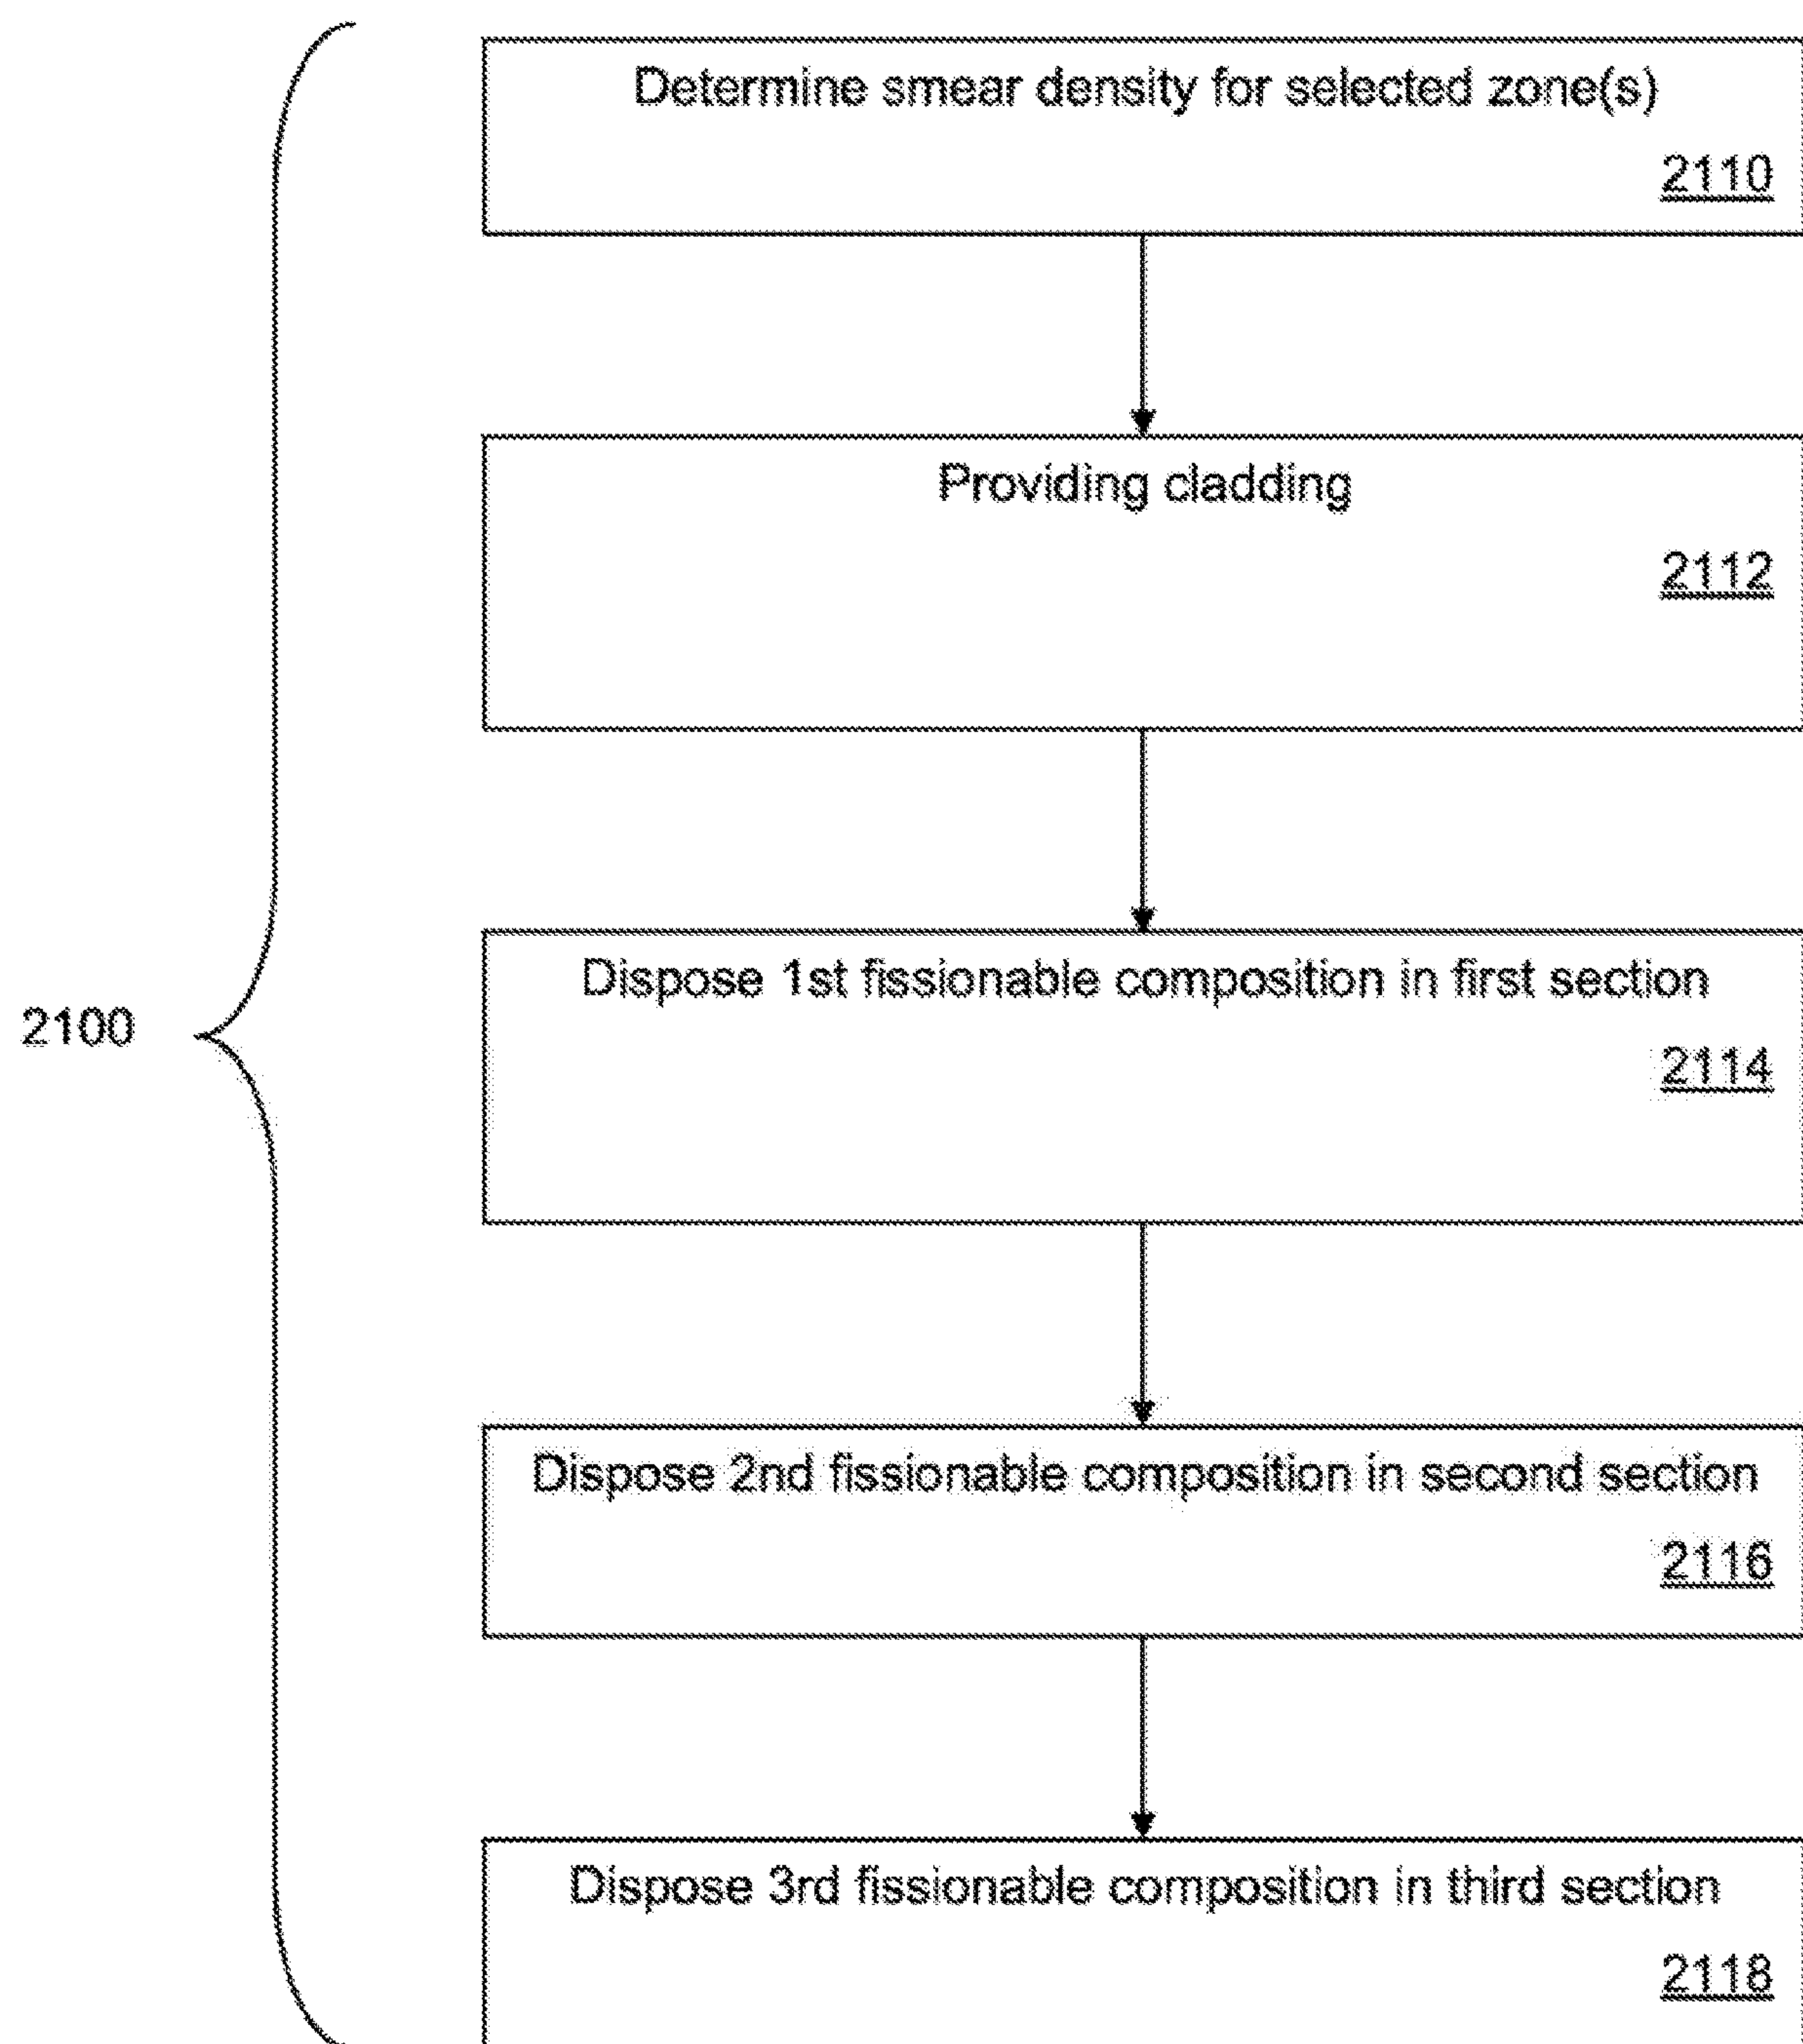 Determine smear density for selected zone(s)
2110
Providing cladding
2112
Dispose 1st fissionable composition in first section
2114
2100
Dispose 2nd fissionable composition in second section
2116
Dispose 3rd fissionable composition in third section
2118